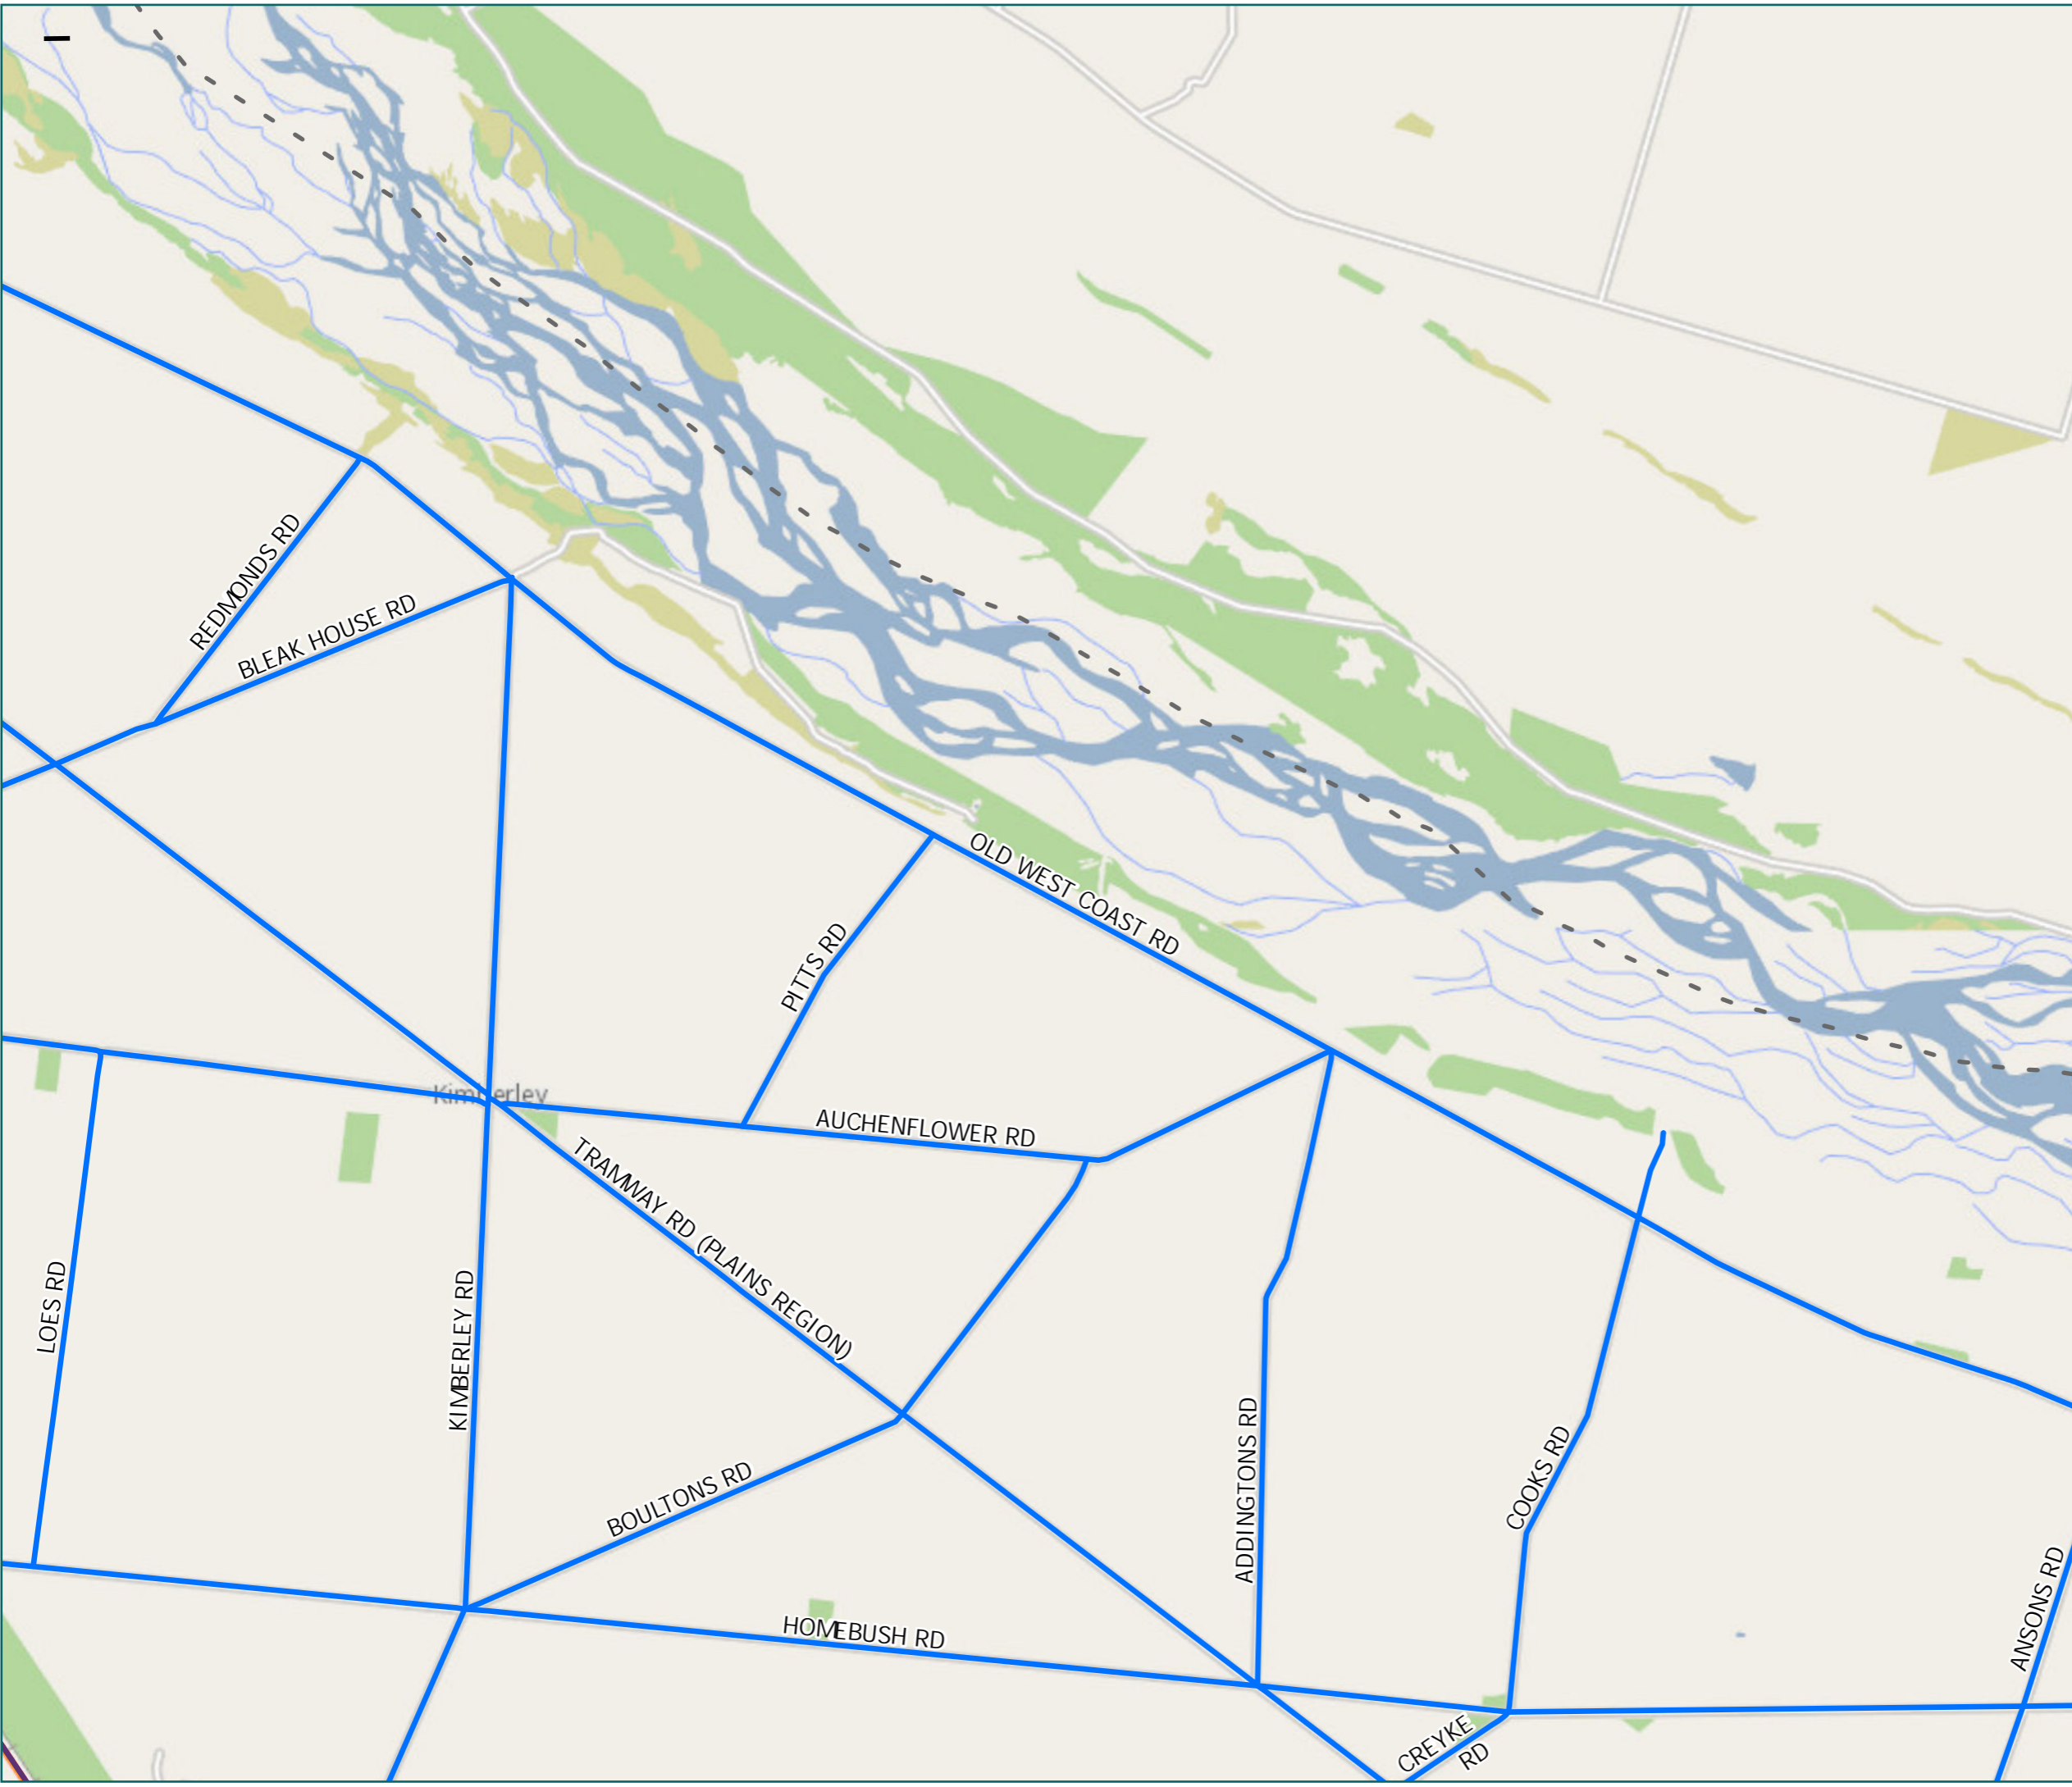 REDMONDS RD
BLEAK HOUSE RD
OLD WEST COAST RD
PITTS RD
Kimberley
AUCHENFLOWER RD
TRAMWAY RD (PLAINS REGION)
LOES RD
KIMBERLEY RD
ADDINGTONS RD
COOKS RD
BOULTONS RD
ANSONS RD
HOMEBUSH RD
CREYKE
RD